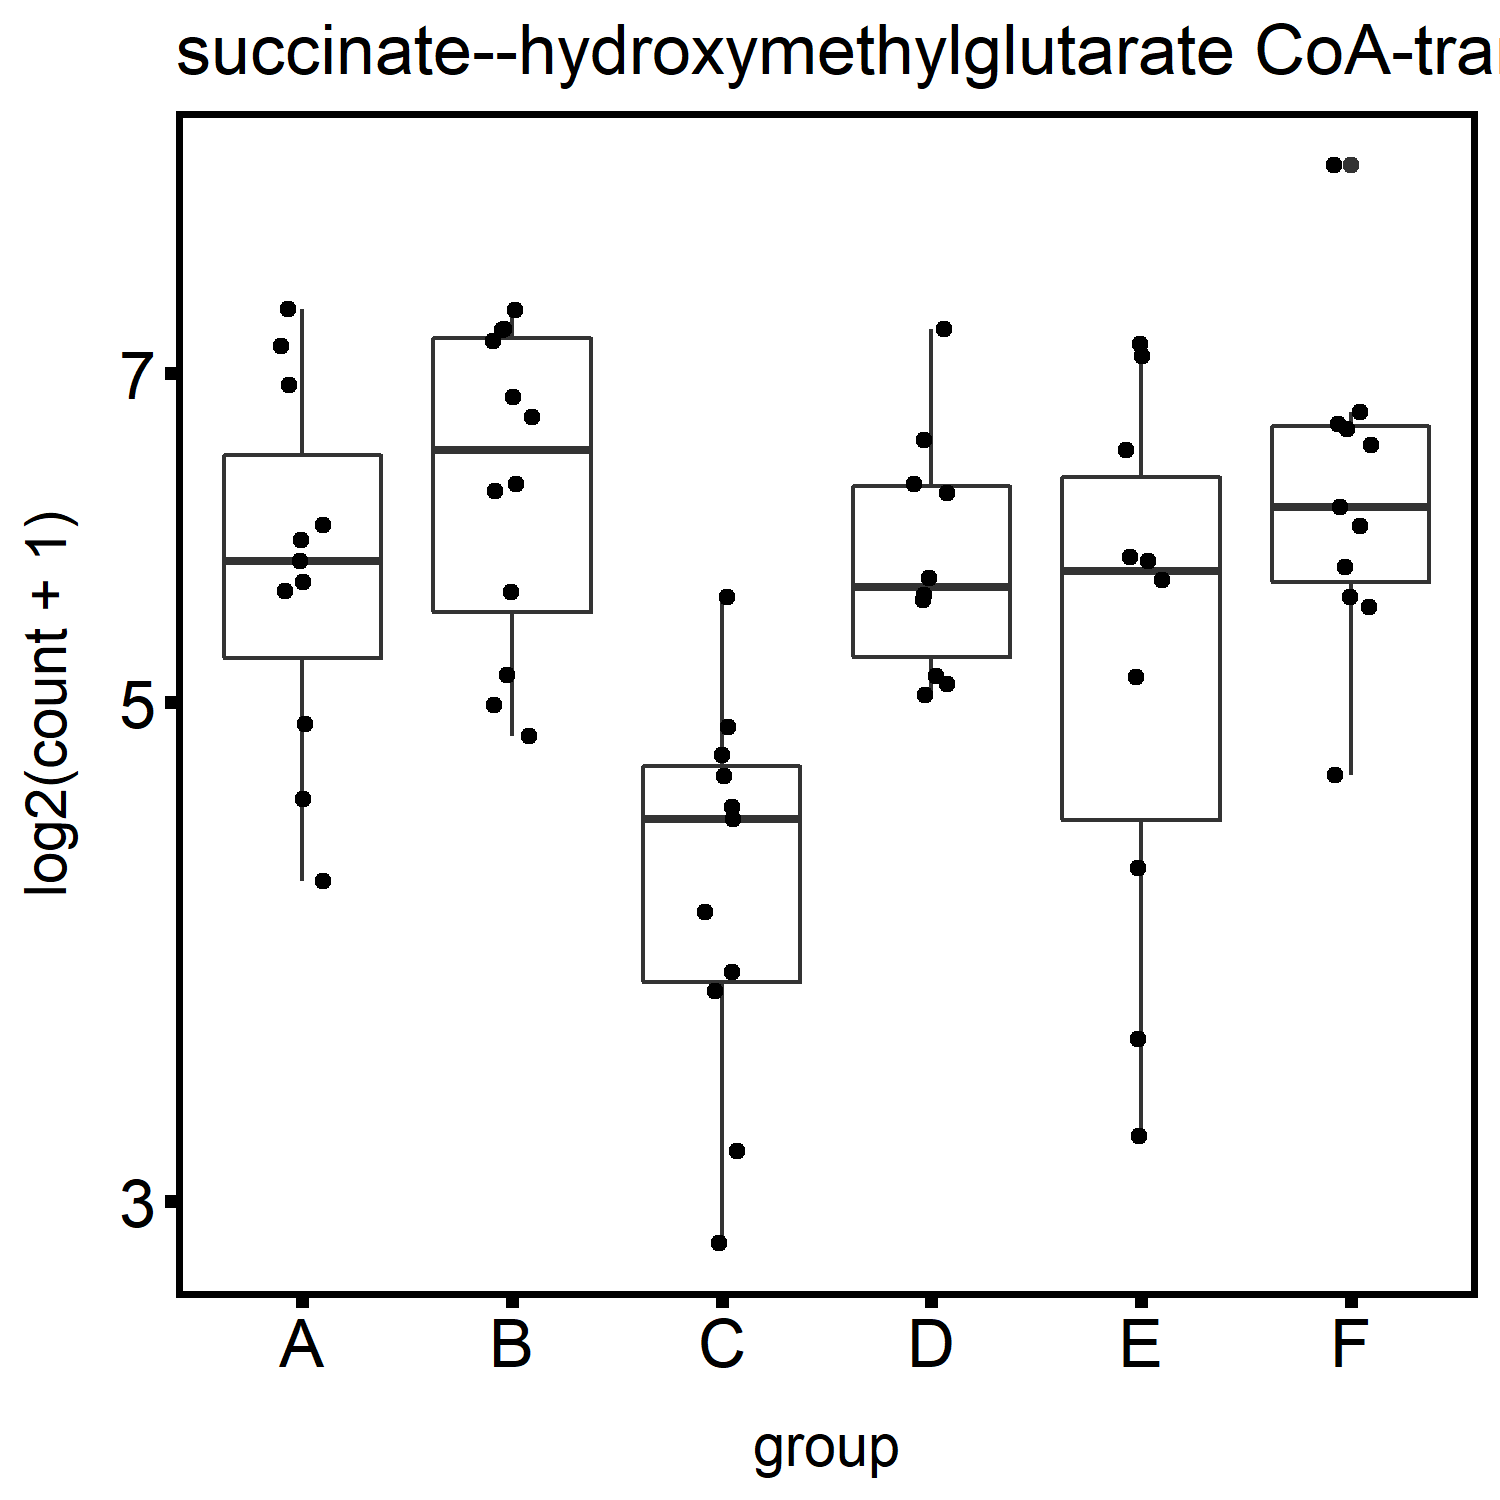 succinate--hydroxymethylglutarate CoA-tra
log2(count + 1)
7
5
3
A B C D E F
group